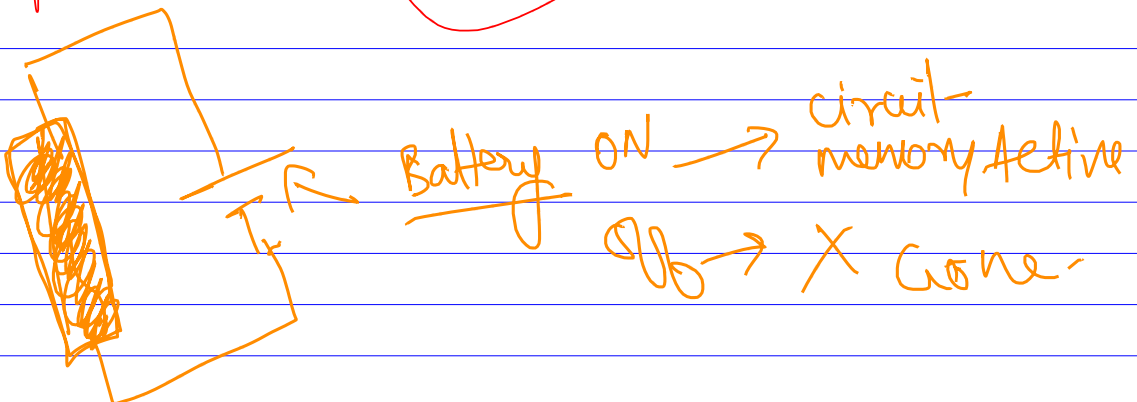 Battery ON → circuit memory Active
Off → X Gone.